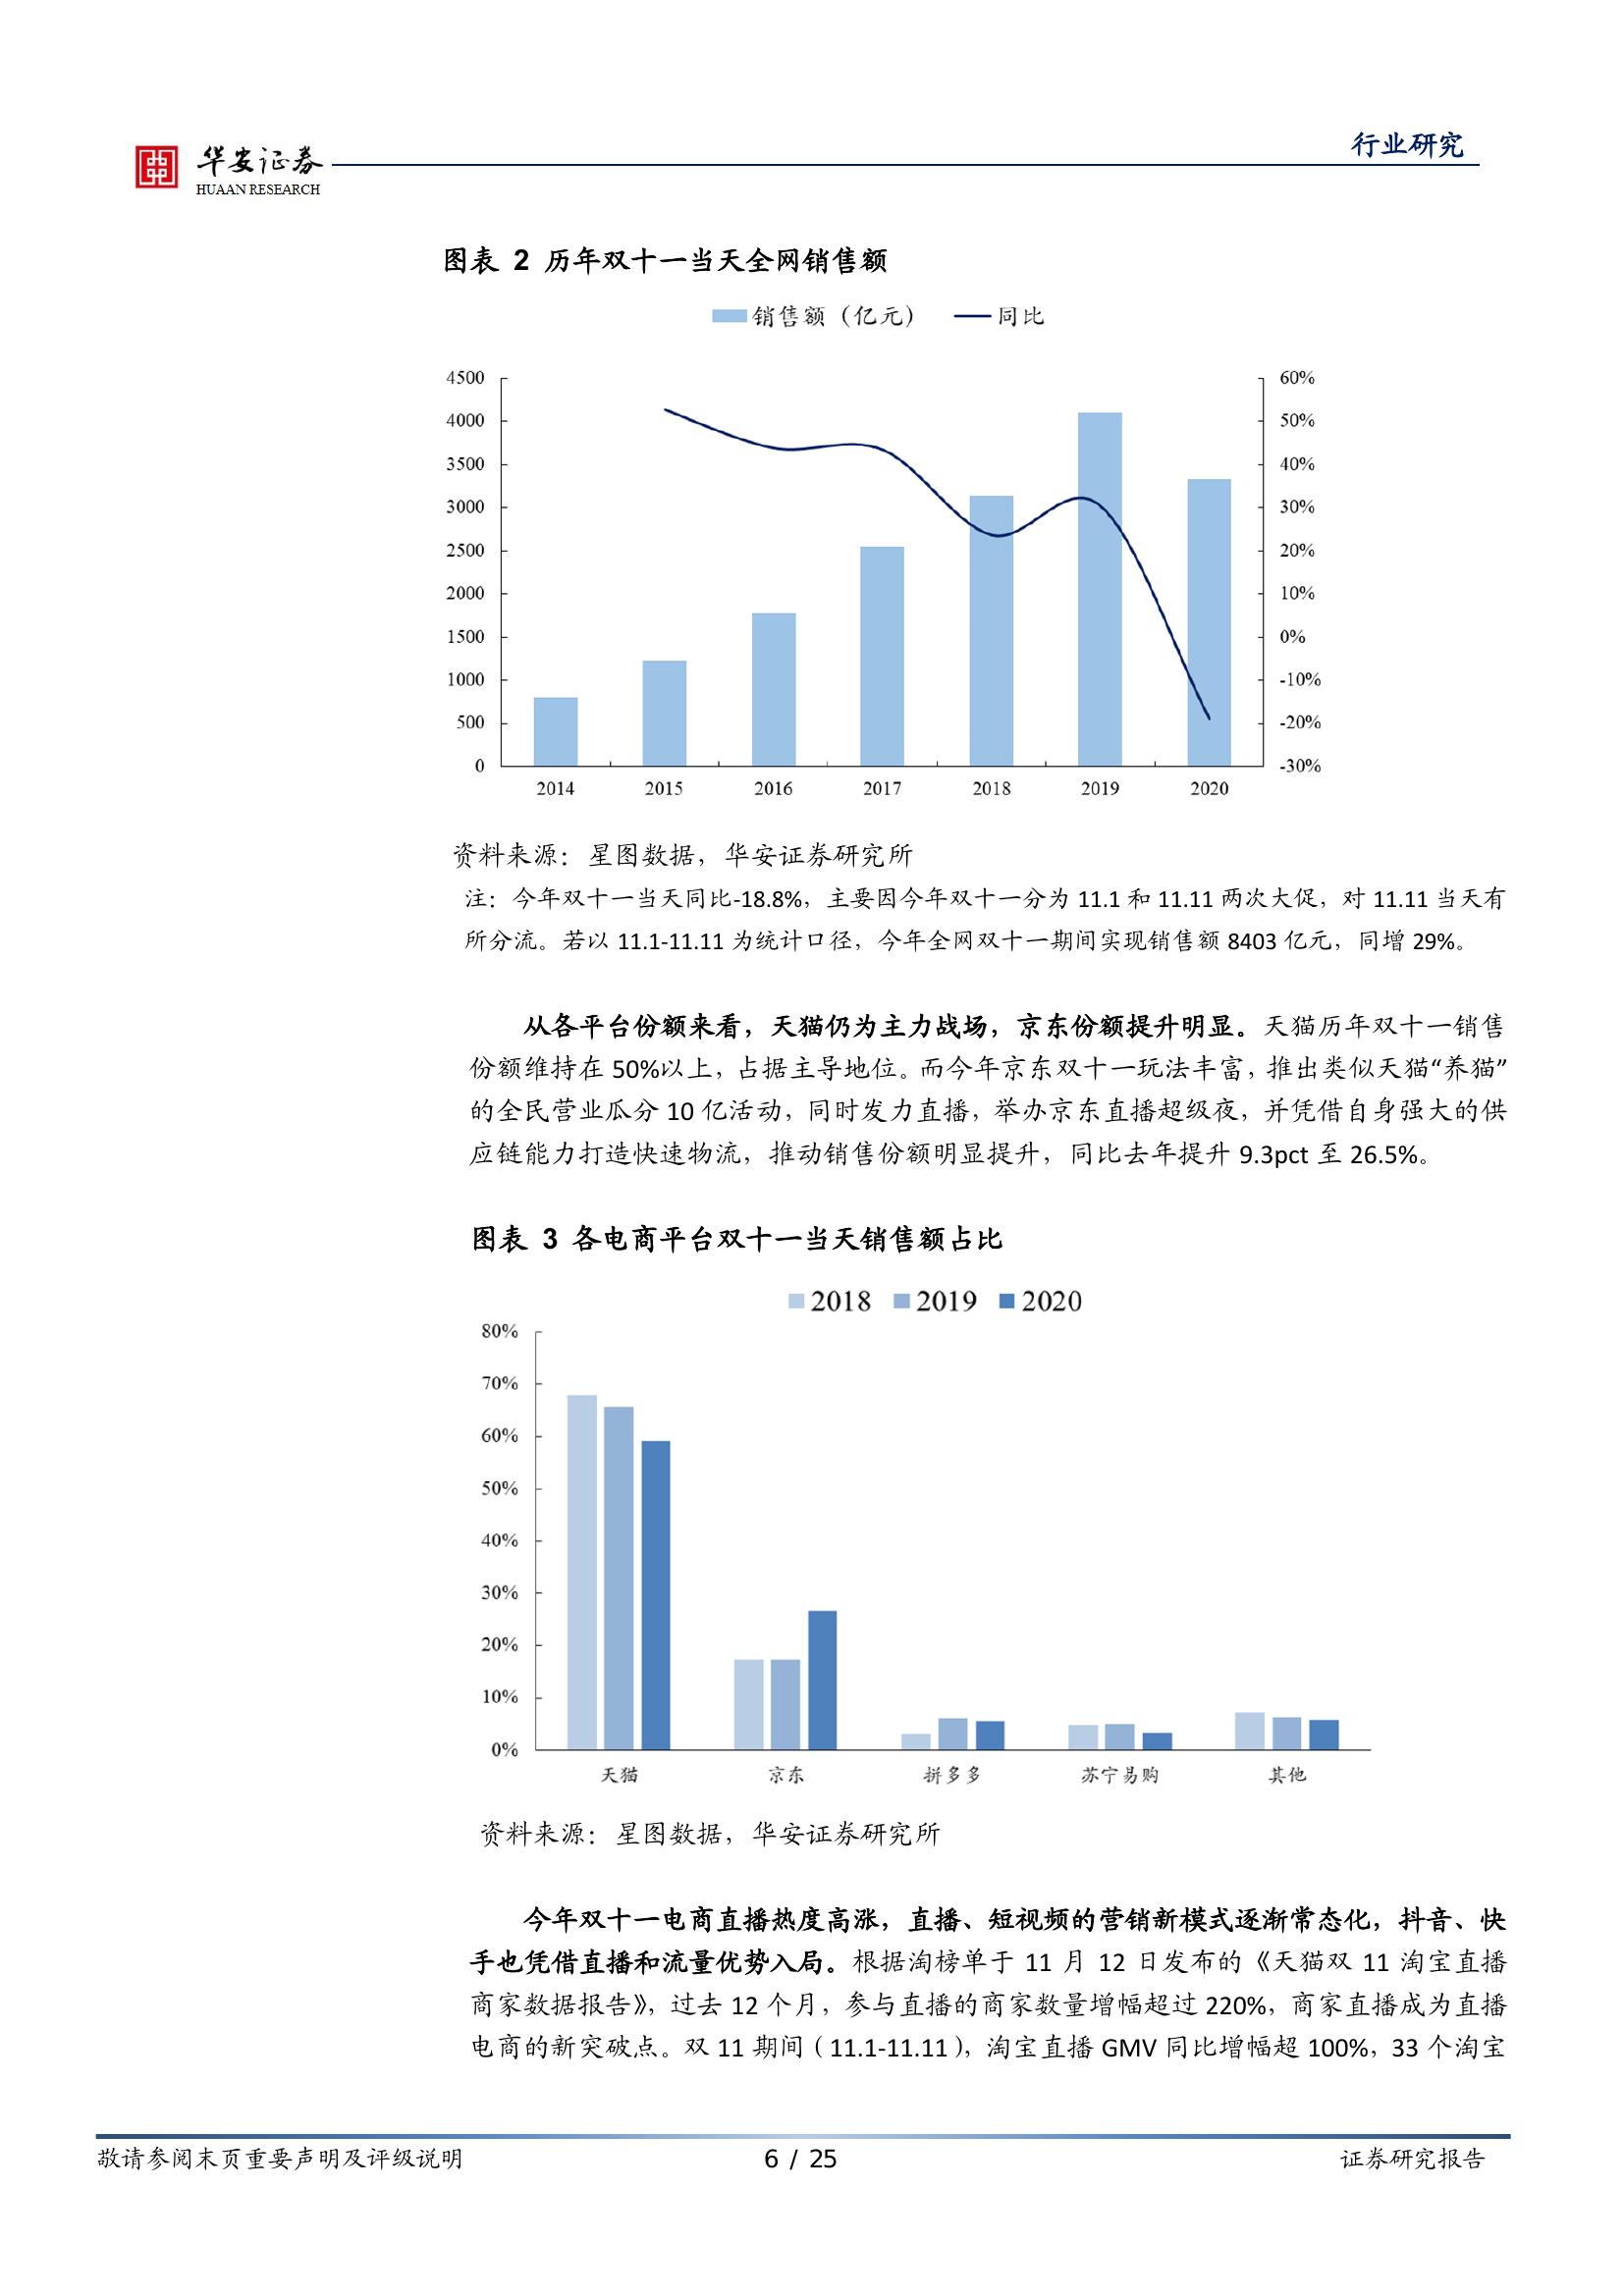 华安证券
HUAAN RESEARCH
行业研究
图表 2 历年双十一当天全网销售额
销售额（亿元） 同比
4500 60%
4000 50%
3500 40%
3000 30%
2500 20%
2000 10%
1500 0%
1000 -10%
500 -20%
0 -30%
2014 2015 2016 2017 2018 2019 2020
资料来源：星图数据，华安证券研究所
注：今年双十一当天同比-18.8%，主要因今年双十一分为 11.1 和 11.11 两次大促，对 11.11 当天有
所分流。若以 11.1-11.11 为统计口径，今年全网双十一期间实现销售额 8403 亿元，同增 29%。
从各平台份额来看，天猫仍为主力战场，京东份额提升明显。天猫历年双十一销售
份额维持在 50%以上，占据主导地位。而今年京东双十一玩法丰富，推出类似天猫“养猫”
的全民营业瓜分 10 亿活动，同时发力直播，举办京东直播超级夜，并凭借自身强大的供
应链能力打造快速物流，推动销售份额明显提升，同比去年提升 9.3pct 至 26.5%。
图表 3 各电商平台双十一当天销售额占比
2018 2019 2020
80%
70%
60%
50%
40%
30%
20%
10%
0%
天猫 京东 拼多多 苏宁易购 其他
资料来源：星图数据，华安证券研究所
今年双十一电商直播热度高涨，直播、短视频的营销新模式逐渐常态化，抖音、快
手也凭借直播和流量优势入局。根据淘榜单于 11 月 12 日发布的《天猫双 11 淘宝直播
商家数据报告》，过去 12 个月，参与直播的商家数量增幅超过 220%，商家直播成为直播
电商的新突破点。双 11 期间（11.1-11.11），淘宝直播 GMV 同比增幅超 100%，33 个淘宝
敬请参阅末页重要声明及评级说明 6 / 25 证券研究报告